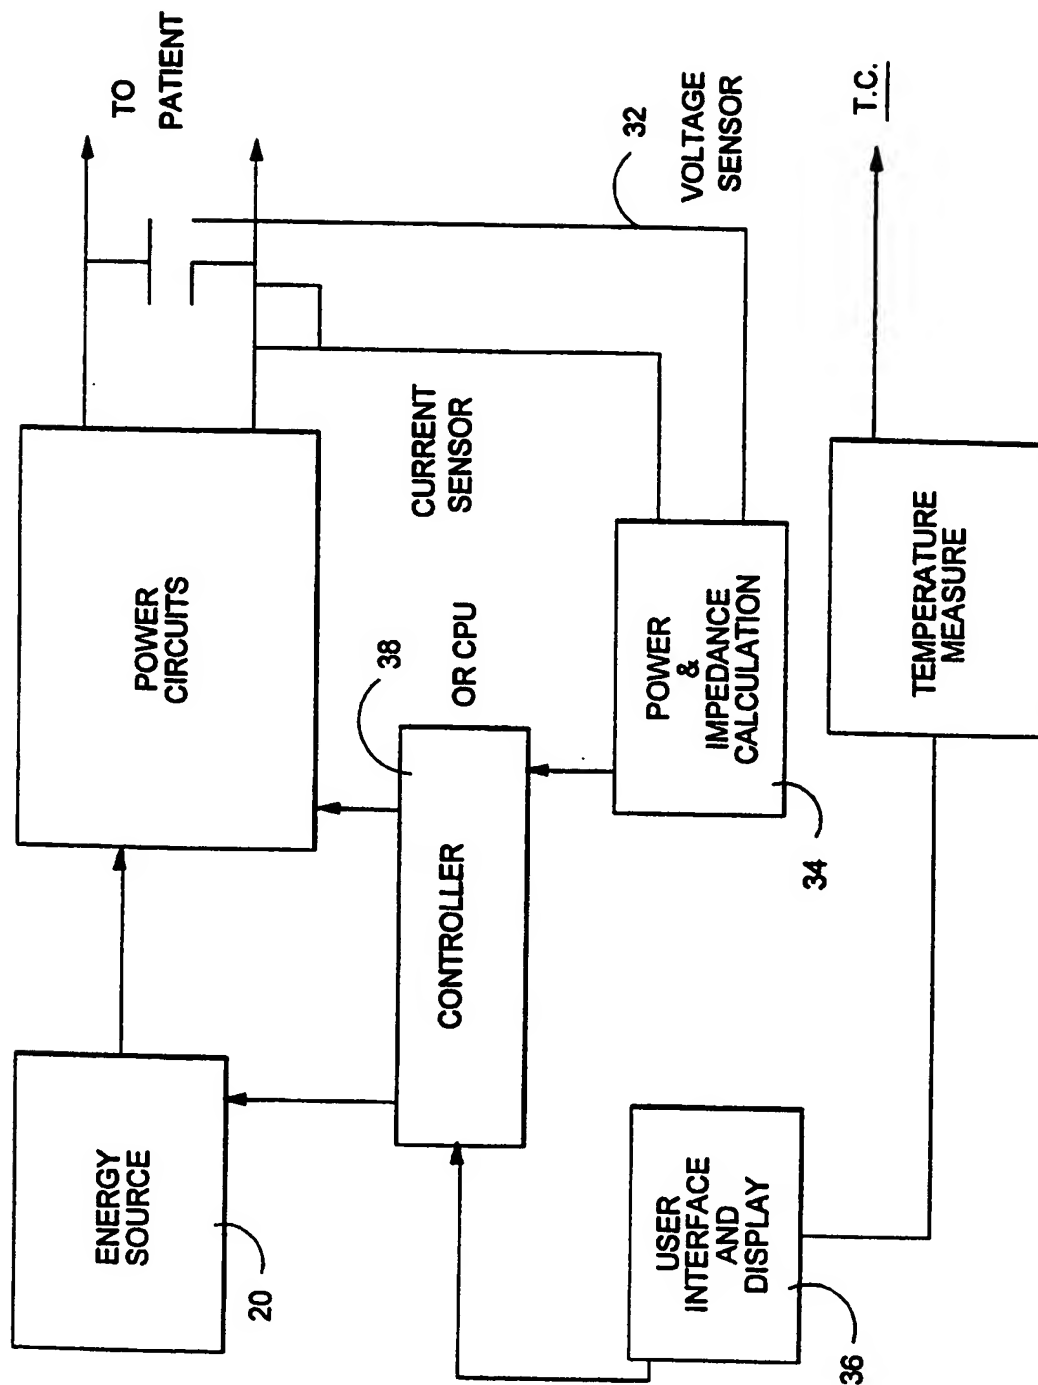 ENERGY
SOURCE
20
POWER
CIRCUITS
TO
PATIENT
CONTROLLER
38
OR CPU
CURRENT
SENSOR
32
VOLTAGE
SENSOR
USER
INTERFACE
AND
DISPLAY
36
POWER
&
IMPEDANCE
CALCULATION
34
TEMPERATURE
MEASURE
T.C.